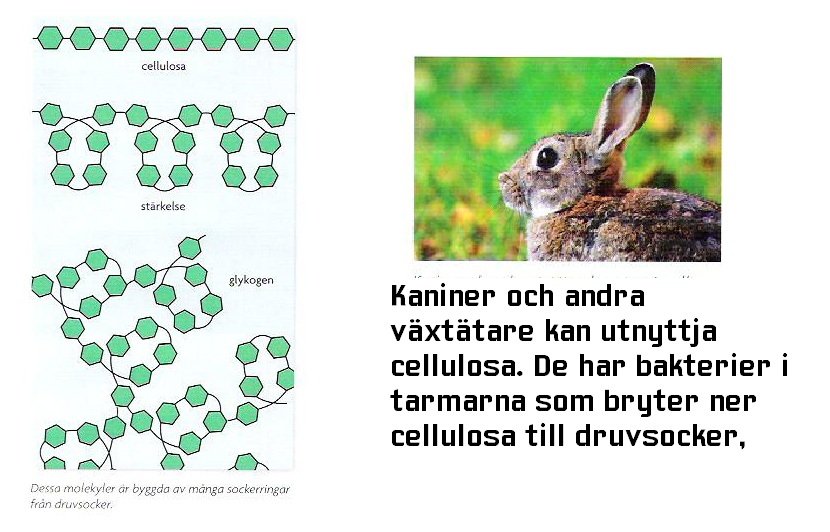 cellulosa
stärkelse
glykogen
Dessa molekyler är byggda av många sockerringar
från druvsocker.
Kaniner och andra
växtätare kan utnyttja
cellulosa. De har bakterier i
tarmarna som bryter ner
cellulosa till druvsocker,